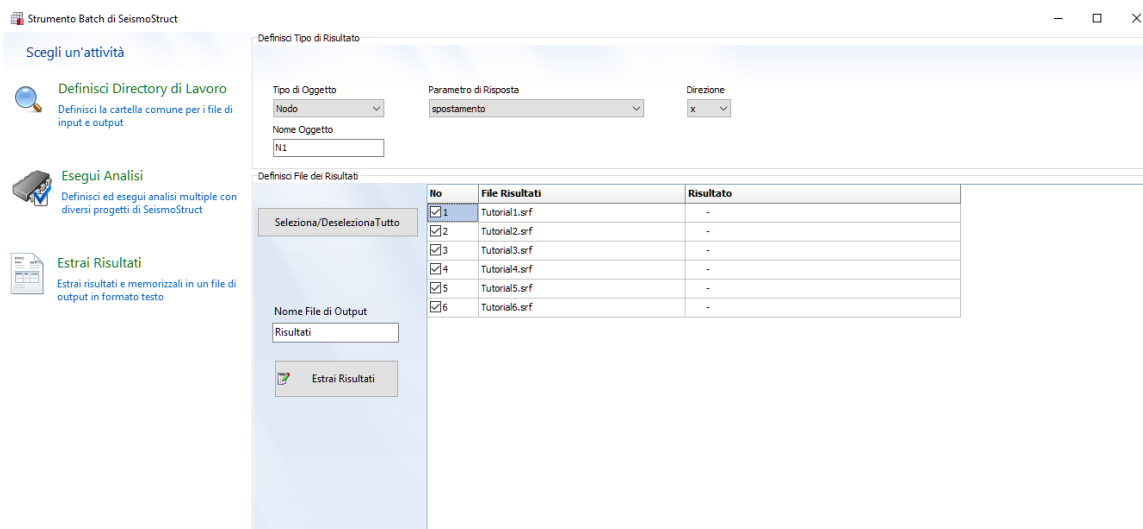 Strumento Batch di SeismoStruct
Scegli un'attività
Definisci Directory di Lavoro
Definisci la cartella comune per i file di
input e output
Esegui Analisi
Definisci ed esegui analisi multiple con
diversi progetti di SeismoStruct
Estrai Risultati
Estrai risultati e memorizzali in un file di
output in formato testo
Definisci Tipo di Risultato
Tipo di Oggetto Parametro di Risposta Direzione
Nodo spostamento x
Nome Oggetto
N1
Definisci File dei Risultati
Seleziona/DeselezionaTutto
Nome File di Output
Risultati
Estrai Risultati
No File Risultati Risultato
1 Tutorial1.srf -
2 Tutorial2.srf -
3 Tutorial3.srf -
4 Tutorial4.srf -
5 Tutorial5.srf -
6 Tutorial6.srf -